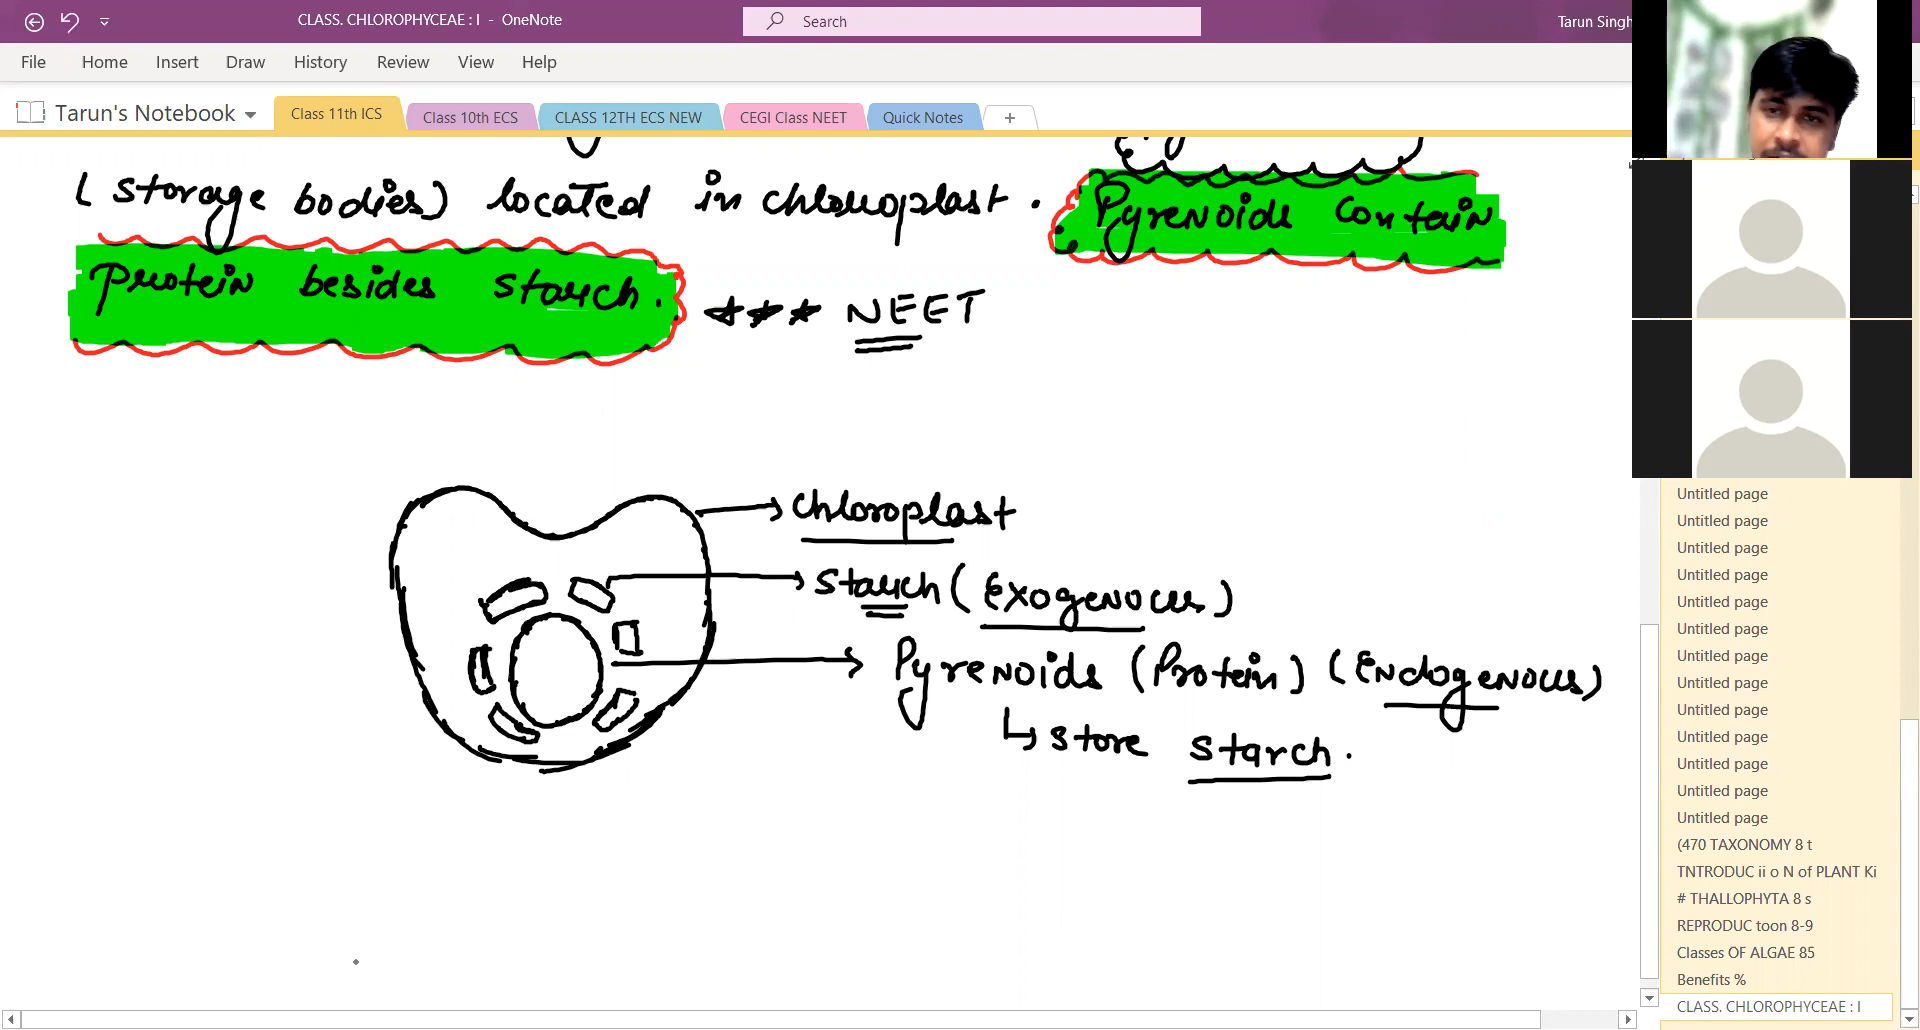 CLASS. CHLOROPHYCEAE : I - OneNote
Search
Tarun Singh
File Home Insert Draw History Review View Help
Tarun's Notebook
Class 11th ICS
Class 10th ECS
CLASS 12TH ECS NEW
CEGI Class NEET
Quick Notes
(storage bodies) located in chloroplast. Pyrenoids contain
Protein besides starch. *** NEET
Chloroplast
Starch (Exogenous)
Pyrenoids (Protein) (Endogenous)
↳ store starch.
Untitled page
Untitled page
Untitled page
Untitled page
Untitled page
Untitled page
Untitled page
Untitled page
Untitled page
Untitled page
Untitled page
Untitled page
Untitled page
(470 TAXONOMY 8 t
TNTRODUC ii o N of PLANT Ki
# THALLOPHYTA 8 s
REPRODUC toon 8-9
Classes OF ALGAE 85
Benefits %
CLASS. CHLOROPHYCEAE : I